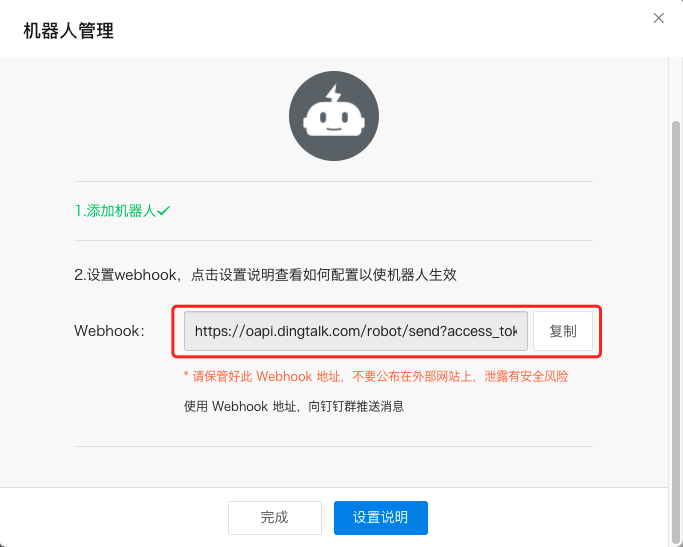 机器人管理
1.添加机器人
2.设置webhook，点击设置说明查看如何配置以使机器人生效
Webhook：
https://oapi.dingtalk.com/robot/send?access_tok
复制
* 请保管好此 Webhook 地址，不要公布在外部网站上，泄露有安全风险
使用 Webhook 地址，向钉钉群推送消息
完成
设置说明